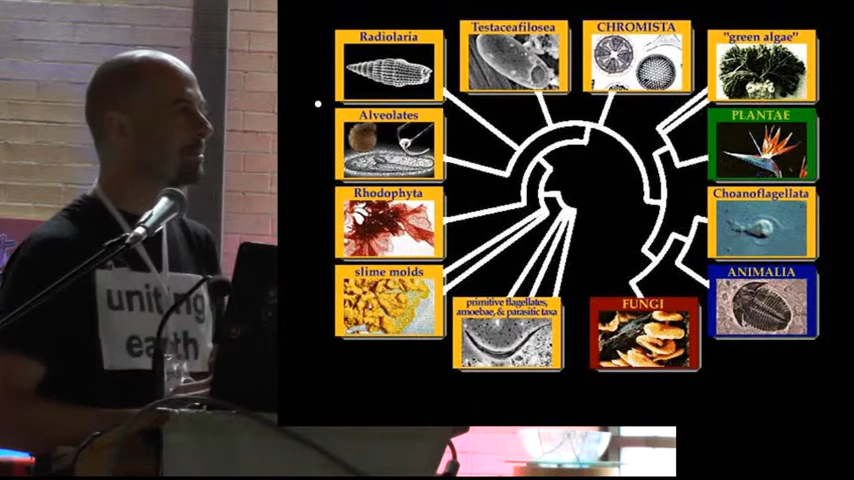 uniting
earth
Radiolaria
Testaceafilosea
CHROMISTA
"green algae"
Alveolates
PLANTAE
Rhodophyta
Choanoflagellata
slime molds
ANIMALIA
primitive flagellates,
amoebae, & parasitic taxa
FUNGI